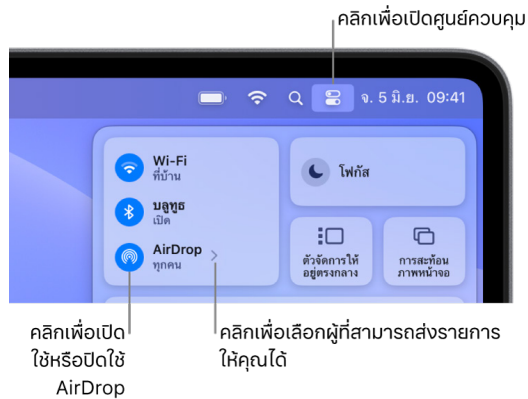 คลิกเพื่อเปิดศูนย์ควบคุม
จ. 5 มิ.ย. 09:41
Wi-Fi
ที่บ้าน
โฟกัส
บลูทูธ
เปิด
AirDrop
ทุกคน
ตัวจัดการให้
อยู่ตรงกลาง
การสะท้อน
ภาพหน้าจอ
คลิกเพื่อเปิด
ใช้หรือปิดใช้
AirDrop
คลิกเพื่อเลือกผู้ที่สามารถส่งรายการ
ให้คุณได้